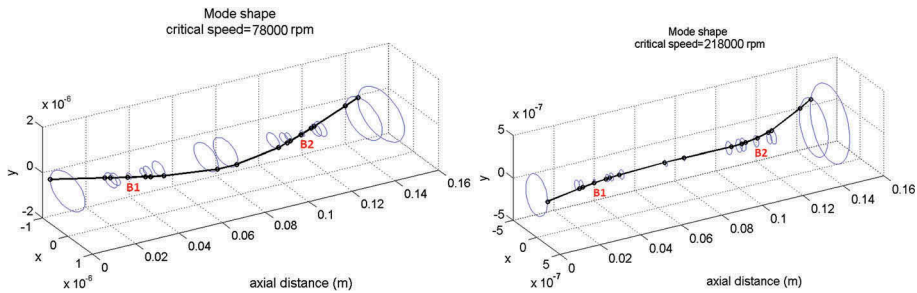 Mode shape
critical speed=78000 rpm
x 10⁻⁶
2
0
-2
y
-1
0
1
x
x 10⁻⁶
0
0.02
0.04
0.06
0.08
0.1
0.12
0.14
0.16
axial distance (m)
B1
B2
Mode shape
critical speed=218000 rpm
x 10⁻⁷
5
0
-5
y
-5
0
5
x
x 10⁻⁷
0
0.02
0.04
0.06
0.08
0.1
0.12
0.14
0.16
axial distance (m)
B1
B2